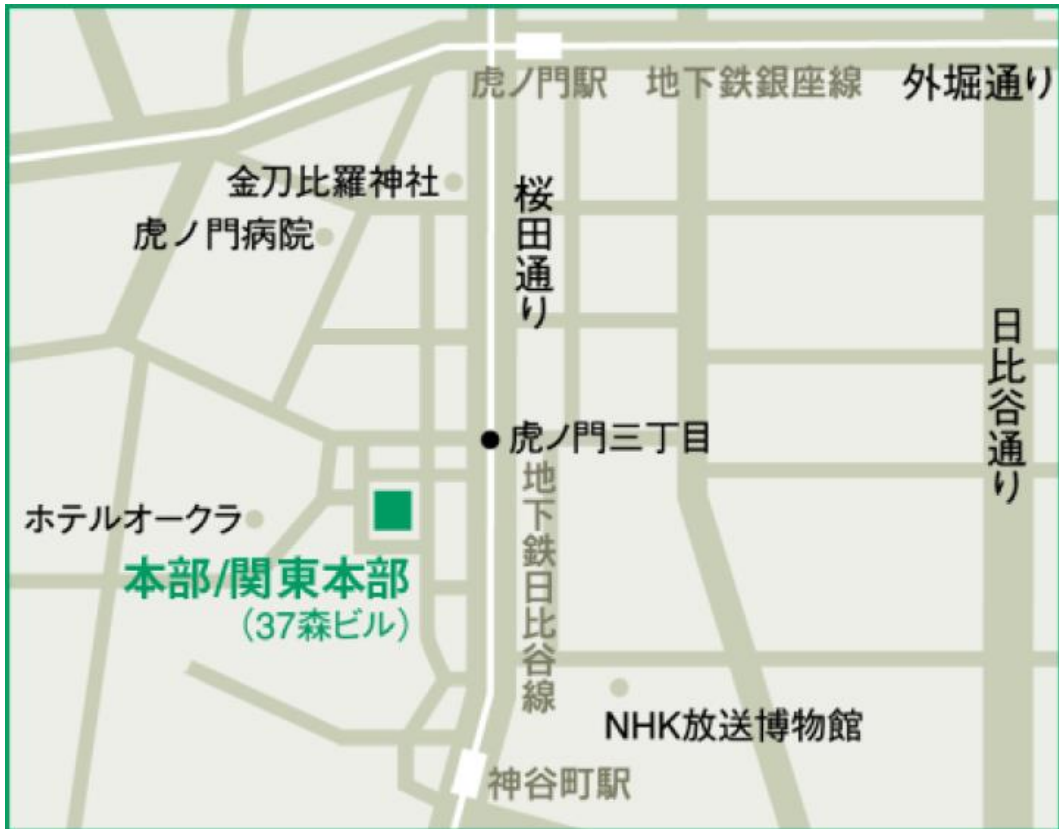 虎ノ門駅
地下鉄銀座線
外堀通り
金刀比羅神社
桜田通り
虎ノ門病院
日比谷通り
虎ノ門三丁目
地下鉄日比谷線
ホテルオークラ
本部/関東本部
（37森ビル）
NHK放送博物館
神谷町駅